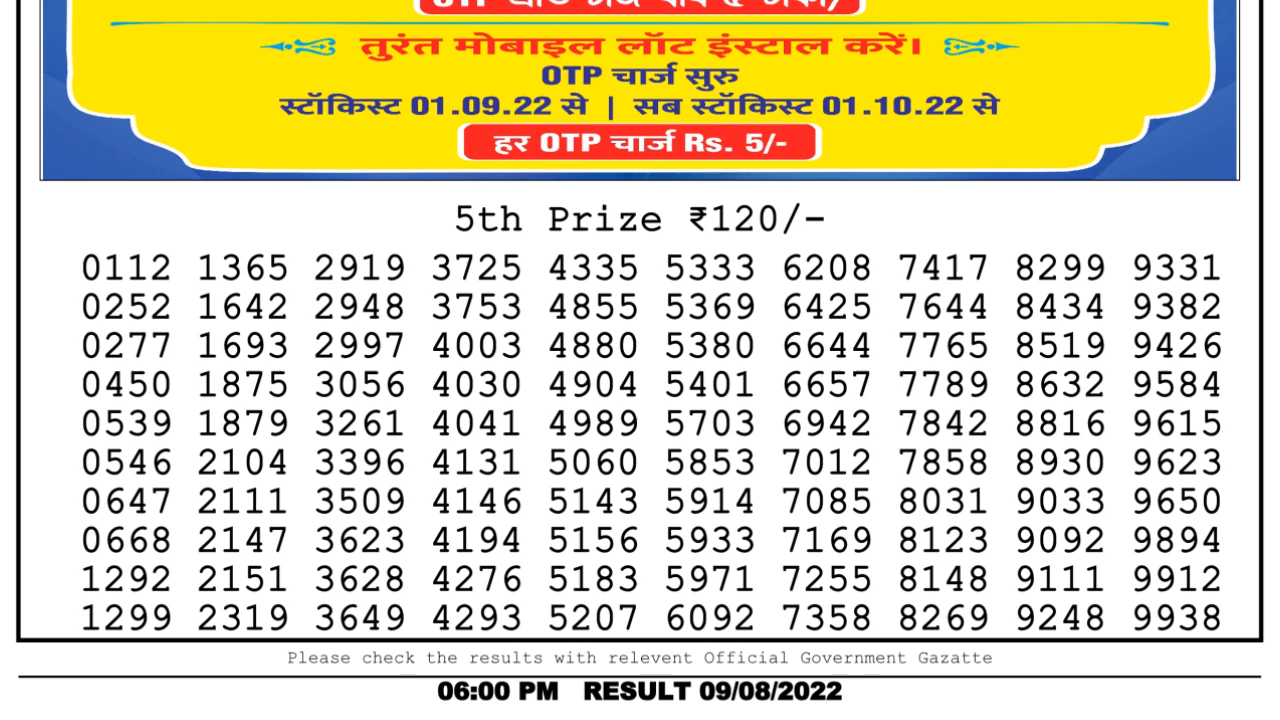 तुरंत मोबाइल लॉट इंस्टाल करें।
OTP चार्ज सुरु
स्टॉकिस्ट 01.09.22 से | सब स्टॉकिस्ट 01.10.22 से
हर OTP चार्ज Rs. 5/-
5th Prize ₹120/-
0112 1365 2919 3725 4335 5333 6208 7417 8299 9331
0252 1642 2948 3753 4855 5369 6425 7644 8434 9382
0277 1693 2997 4003 4880 5380 6644 7765 8519 9426
0450 1875 3056 4030 4904 5401 6657 7789 8632 9584
0539 1879 3261 4041 4989 5703 6942 7842 8816 9615
0546 2104 3396 4131 5060 5853 7012 7858 8930 9623
0647 2111 3509 4146 5143 5914 7085 8031 9033 9650
0668 2147 3623 4194 5156 5933 7169 8123 9092 9894
1292 2151 3628 4276 5183 5971 7255 8148 9111 9912
1299 2319 3649 4293 5207 6092 7358 8269 9248 9938
Please check the results with relevent Official Government Gazatte
06:00 PM RESULT 09/08/2022